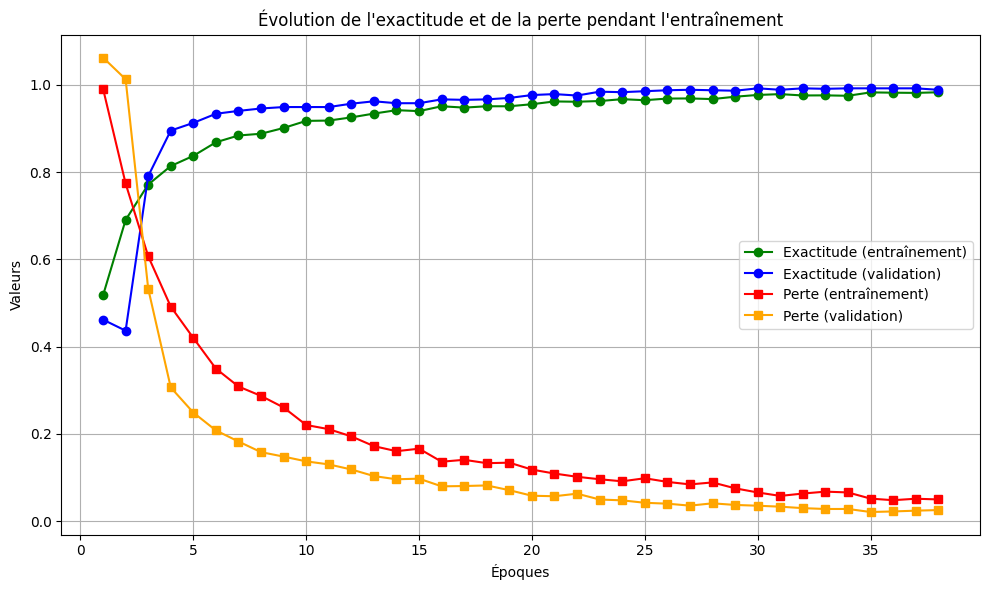 Évolution de l'exactitude et de la perte pendant l'entraînement
Valeurs
1.0
0.8
0.6
0.4
0.2
0.0
Exactitude (entraînement)
Exactitude (validation)
Perte (entraînement)
Perte (validation)
0 5 10 15 20 25 30 35
Époques